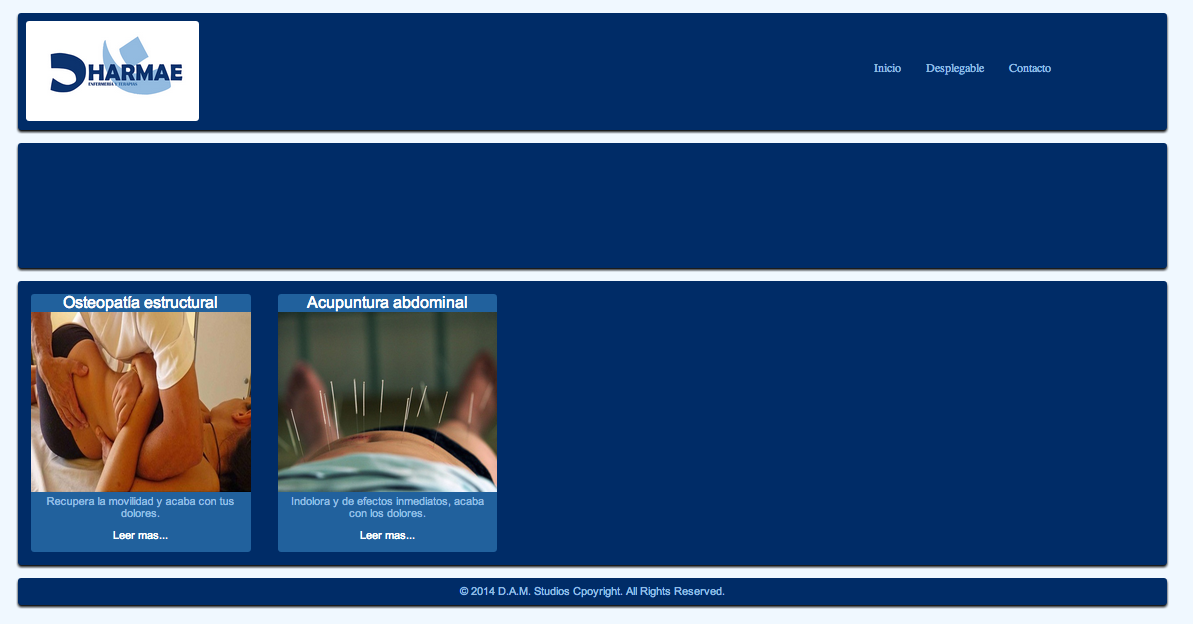 DHARMAE
ENFERMERIA Y TERAPIAS
Inicio Desplegable Contacto
Osteopatía estructural
Acupuntura abdominal
Recupera la movilidad y acaba con tus
dolores.
Leer mas...
Indolora y de efectos inmediatos, acaba
con los dolores.
Leer mas...
© 2014 D.A.M. Studios Cpoyright. All Rights Reserved.